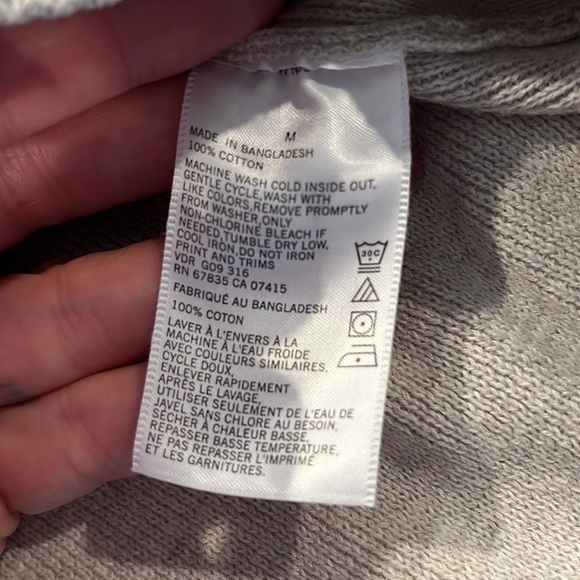 M
MADE IN BANGLADESH
100% COTTON
MACHINE WASH COLD INSIDE OUT,
GENTLE CYCLE,WASH WITH
LIKE COLORS,REMOVE PROMPTLY
FROM WASHER,ONLY
NON-CHLORINE BLEACH IF
NEEDED,TUMBLE DRY LOW,
COOL IRON,DO NOT IRON
PRINT AND TRIMS
VDR G09 316
RN 67835 CA 07415
30C
FABRIQUÉ AU BANGLADESH
100% COTON
LAVER À L'ENVERS À LA
MACHINE À L'EAU FROIDE
AVEC COULEURS SIMILAIRES,
CYCLE DOUX,
ENLEVER RAPIDEMENT
APRÈS LE LAVAGE,
UTILISER SEULEMENT DE L'EAU DE
JAVEL SANS CHLORE AU BESOIN,
SÉCHER À CHALEUR BASSE,
REPASSER BASSE TEMPÉRATURE,
NE PAS REPASSER L'IMPRIMÉ
ET LES GARNITURES.